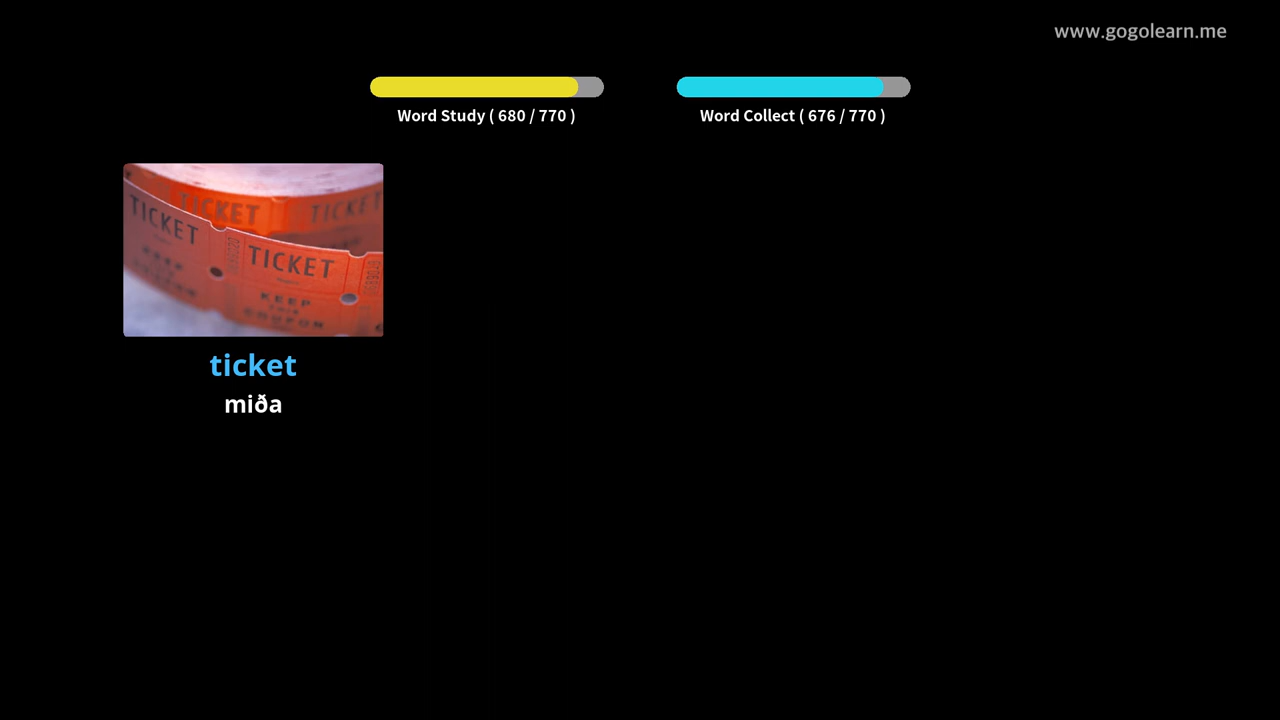 www.gogolearn.me
Word Study ( 680 / 770 )
Word Collect ( 676 / 770 )
TICKET
TICKET
TICKET
TICKET
KEEP
COUPON
ticket
miða